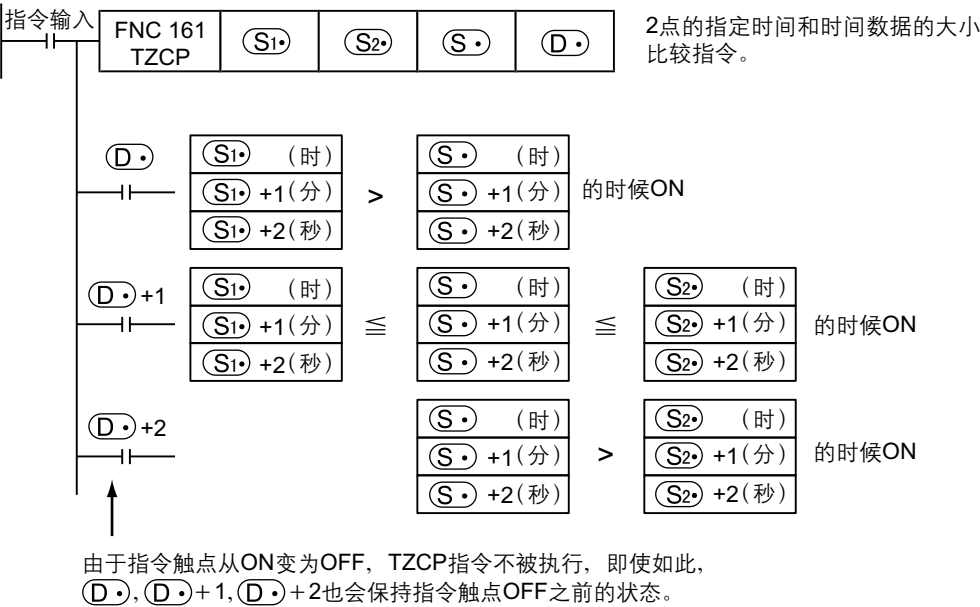 指令输入
FNC 161 TZCP S1· S2· S· D·
2点的指定时间和时间数据的大小
比较指令。
D·
S1· (时) S· (时)
S1· +1(分) > S· +1(分) 的时候ON
S1· +2(秒) S· +2(秒)
D·+1
S1· (时) S· (时) S2· (时)
S1· +1(分) ≦ S· +1(分) ≦ S2· +1(分) 的时候ON
S1· +2(秒) S· +2(秒) S2· +2(秒)
D·+2
S· (时) S2· (时)
S· +1(分) > S2· +1(分) 的时候ON
S· +2(秒) S2· +2(秒)
由于指令触点从ON变为OFF，TZCP指令不被执行，即使如此，
D·, D·+1, D·+2也会保持指令触点OFF之前的状态。